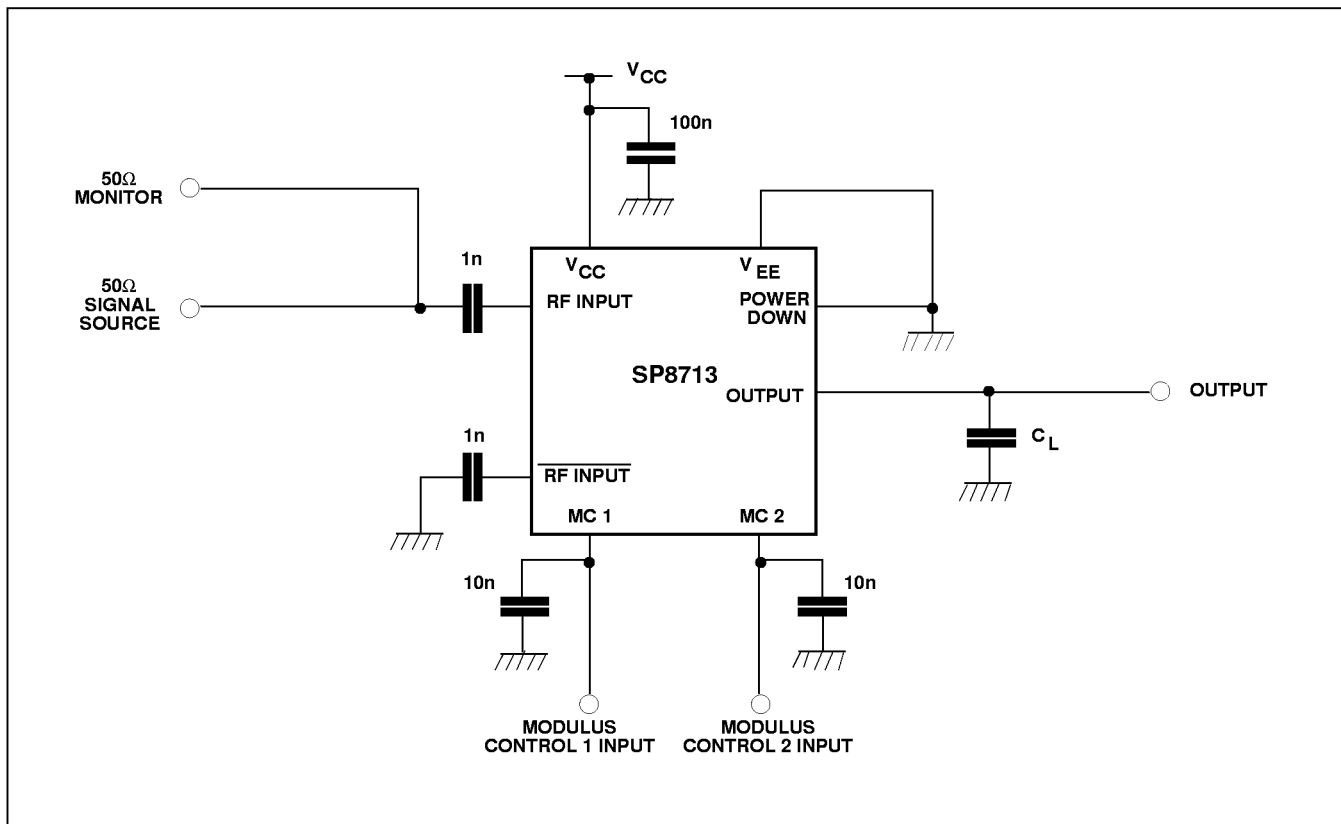 V CC
100n
50Ω
MONITOR
1n
50Ω
SIGNAL
SOURCE
V CC
V EE
RF INPUT
POWER
DOWN
SP8713
OUTPUT
OUTPUT
C L
1n
RF INPUT
MC 1
MC 2
10n
10n
MODULUS
CONTROL 1 INPUT
MODULUS
CONTROL 2 INPUT